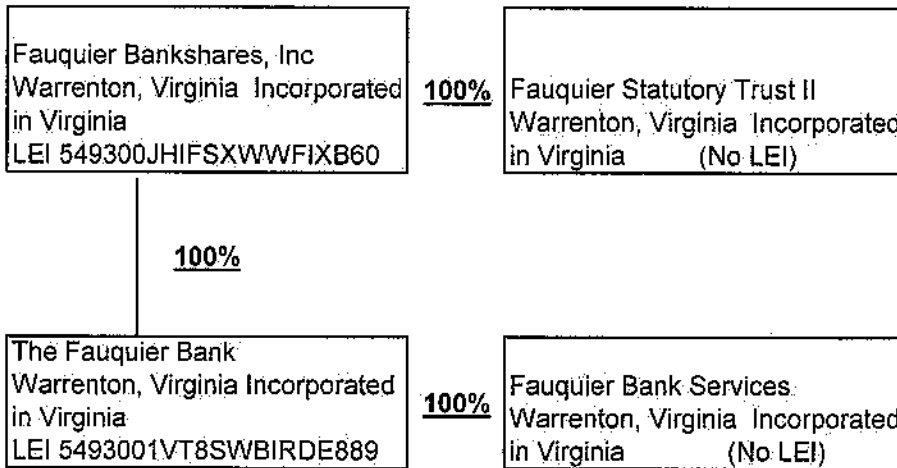 Fauquier Bankshares, Inc
Warrenton, Virginia Incorporated
in Virginia
LEI 549300JHIFSXWWFIXB60
100%
Fauquier Statutory Trust II
Warrenton, Virginia Incorporated
in Virginia (No LEI)
100%
The Fauquier Bank
Warrenton, Virginia Incorporated
in Virginia
LEI 5493001VT8SWBIRDE889
100%
Fauquier Bank Services
Warrenton, Virginia Incorporated
in Virginia (No LEI)